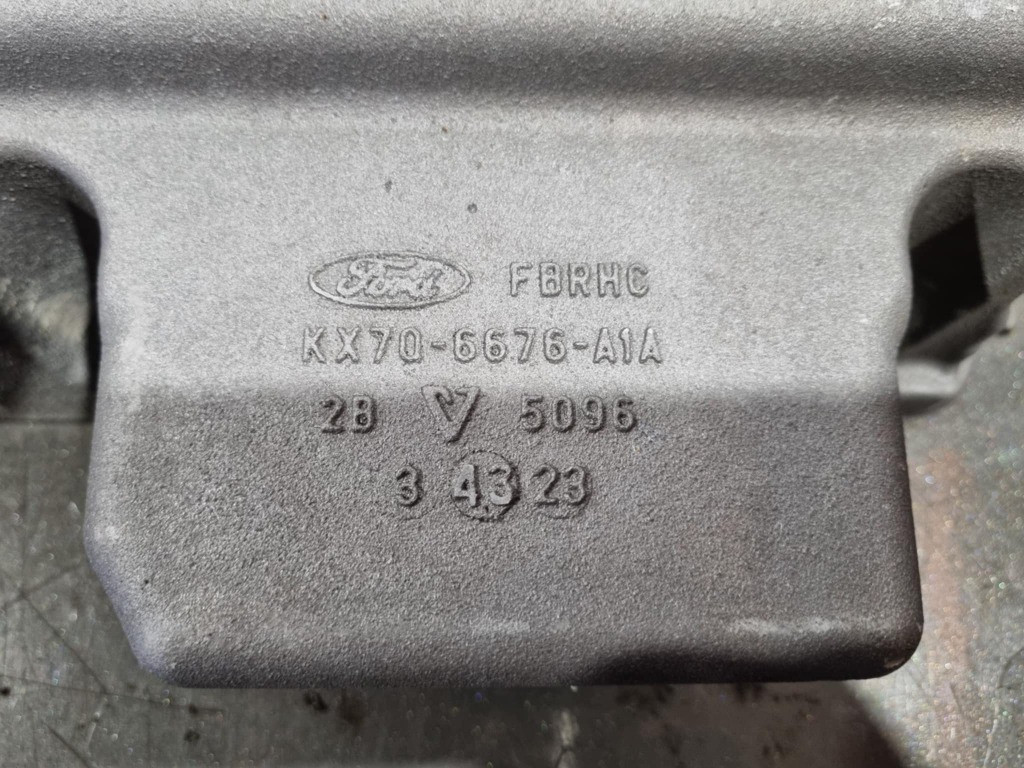 Ford FBRHC
KX7Q-6676-A1A
2B 5096
3 43 23